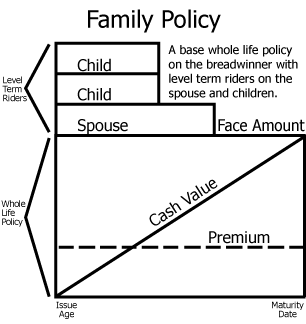 Family Policy
Child
Child
Spouse
A base whole life policy
on the breadwinner with
level term riders on the
spouse and children.
Level
Term
Riders
Face Amount
Whole
Life
Policy
Cash Value
Premium
Issue
Age
Maturity
Date